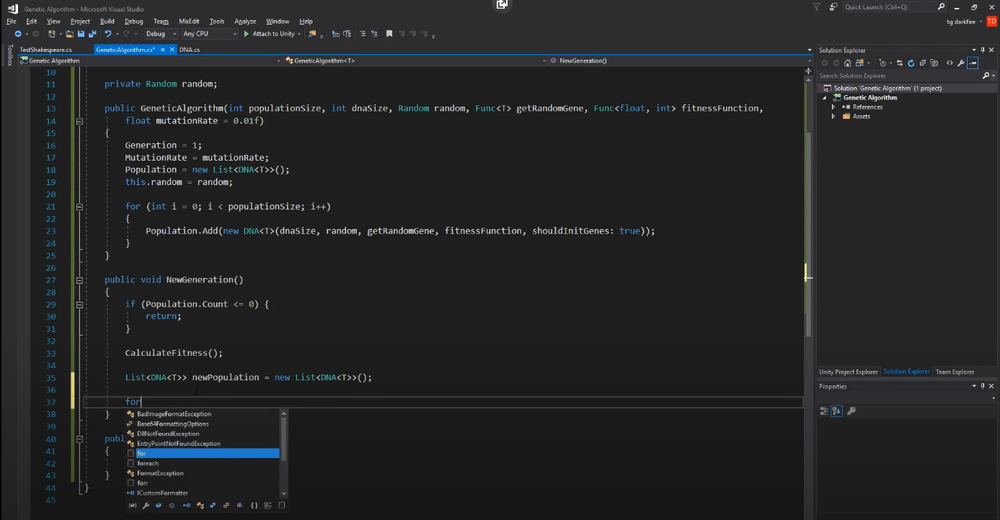 Genetic Algorithm - Microsoft Visual Studio
Quick Launch (Ctrl+Q)
File Edit View Project Build Debug Team MixEdit Tools Analyze Window Help
tg darkfire TD
Debug Any CPU Attach to Unity
Toolbox
TestShakespeare.cs GeneticAlgorithm.cs* DNA.cs
Genetic Algorithm GeneticAlgorithm<T> NewGeneration()
10
11 private Random random;
12
13 public GeneticAlgorithm(int populationSize, int dnaSize, Random random, Func<T> getRandomGene, Func<float, int> fitnessFunction,
14 float mutationRate = 0.01f)
15 {
16 Generation = 1;
17 MutationRate = mutationRate;
18 Population = new List<DNA<T>>();
19 this.random = random;
20
21 for (int i = 0; i < populationSize; i++)
22 {
23 Population.Add(new DNA<T>(dnaSize, random, getRandomGene, fitnessFunction, shouldInitGenes: true));
24 }
25 }
26
27 public void NewGeneration()
28 {
29 if (Population.Count <= 0) {
30 return;
31 }
32
33 CalculateFitness();
34
35 List<DNA<T>> newPopulation = new List<DNA<T>>();
36
37 for
38 }
39
40 publ
41 {
42
43 }
44 }
45
BadImageFormatException
Base64FormattingOptions
DllNotFoundException
EntryPointNotFoundException
for
foreach
FormatException
forr
ICustomFormatter
Solution Explorer
Search Solution Explorer
Solution 'Genetic Algorithm' (1 project)
Genetic Algorithm
References
Assets
Unity Project Explorer Solution Explorer Team Explorer
Properties